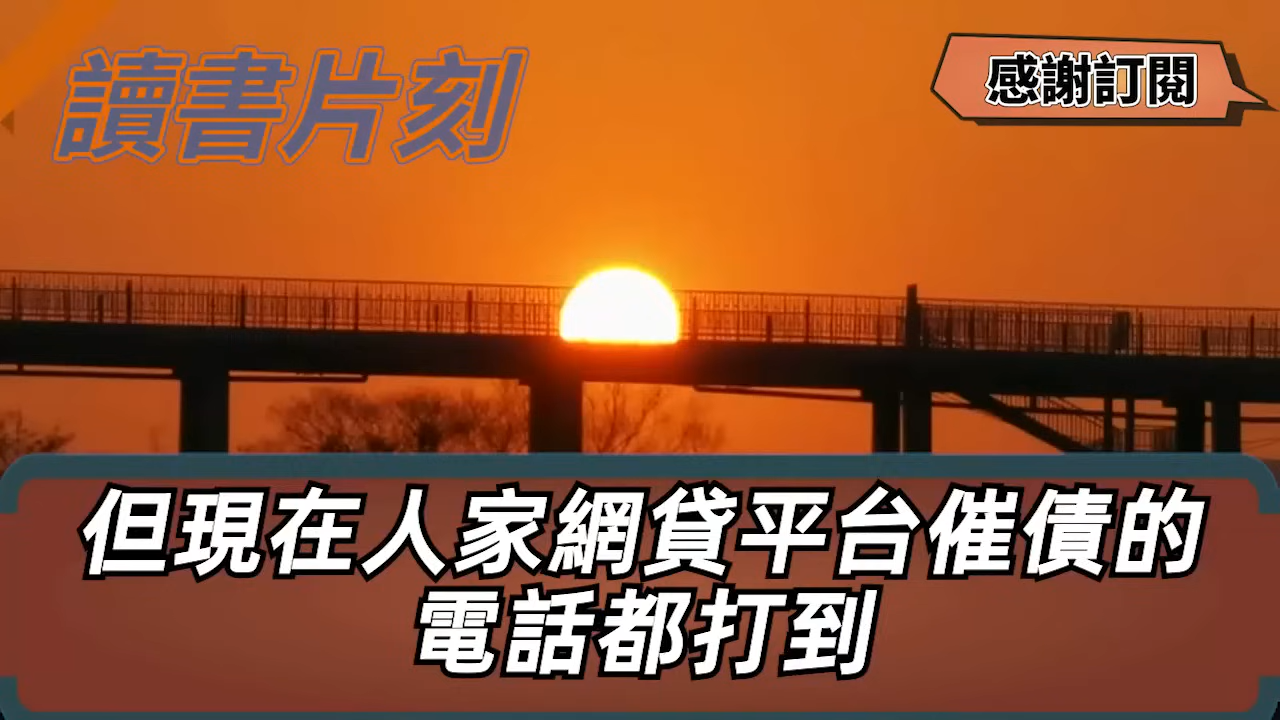 讀書片刻
感謝訂閱
但現在人家網貸平台催債的
電話都打到